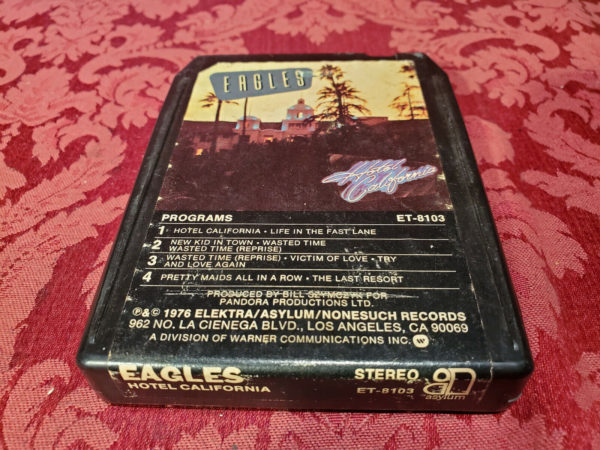 EAGLES
Hotel California
PROGRAMS ET-8103
1 HOTEL CALIFORNIA • LIFE IN THE FAST LANE
2 NEW KID IN TOWN • WASTED TIME
WASTED TIME (REPRISE)
3 WASTED TIME (REPRISE) • VICTIM OF LOVE • TRY
AND LOVE AGAIN
4 PRETTY MAIDS ALL IN A ROW • THE LAST RESORT
PRODUCED BY BILL SZYMCZYK FOR
PANDORA PRODUCTIONS LTD.
℗&© 1976 ELEKTRA/ASYLUM/NONESUCH RECORDS
962 NO. LA CIENEGA BLVD., LOS ANGELES, CA 90069
A DIVISION OF WARNER COMMUNICATIONS INC.
EAGLES STEREO
HOTEL CALIFORNIA ET-8103
asylum